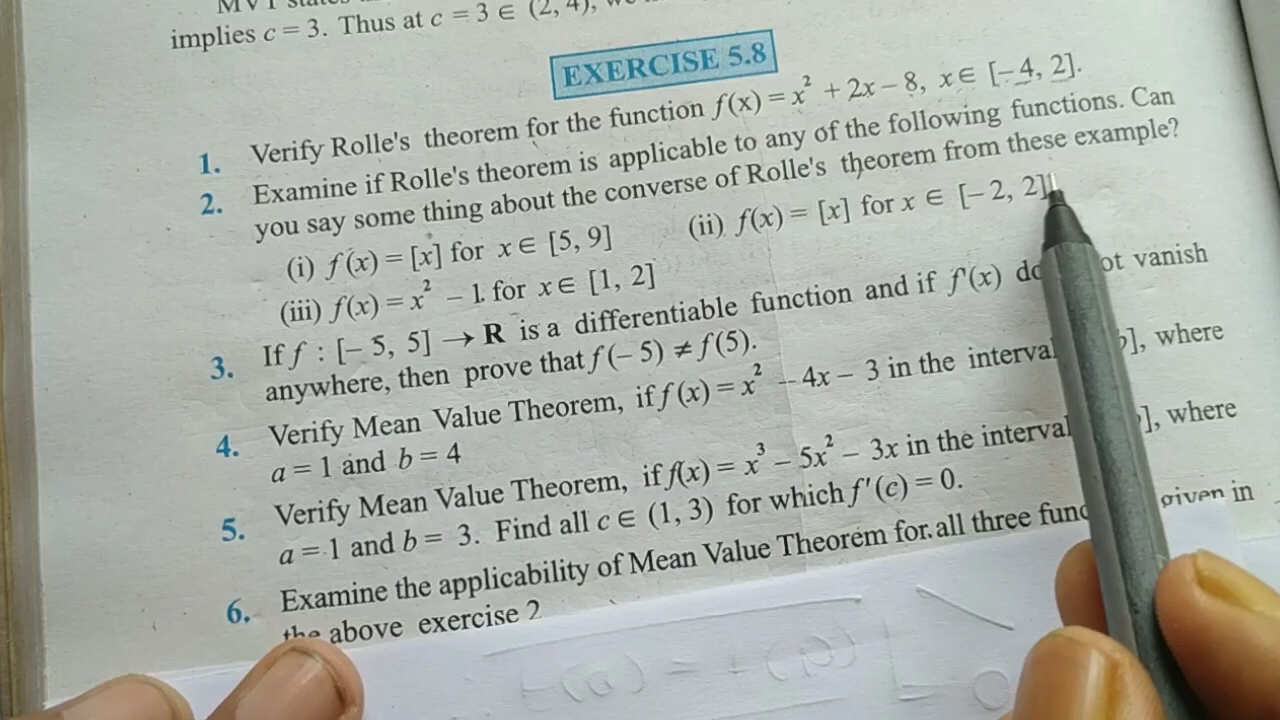 implies c = 3. Thus at c = 3 ∈ (2, 4),
EXERCISE 5.8
1. Verify Rolle's theorem for the function f(x) = x² + 2x – 8, x ∈ [– 4, 2].
2. Examine if Rolle's theorem is applicable to any of the following functions. Can
you say some thing about the converse of Rolle's theorem from these example?
(i) f(x) = [x] for x ∈ [5, 9] (ii) f(x) = [x] for x ∈ [– 2, 2]
(iii) f(x) = x² – 1 for x ∈ [1, 2]
3. If f : [– 5, 5] → R is a differentiable function and if f′(x) vanish
anywhere, then prove that f(– 5) ≠ f(5).
4. Verify Mean Value Theorem, if f(x) = x² – 4x – 3 in the interval where
a = 1 and b = 4
5. Verify Mean Value Theorem, if f(x) = x³ – 5x² – 3x in the interval where
a = 1 and b = 3. Find all c ∈ (1, 3) for which f′(c) = 0.
6. Examine the applicability of Mean Value Theorem for all three given in
the above exercise 2